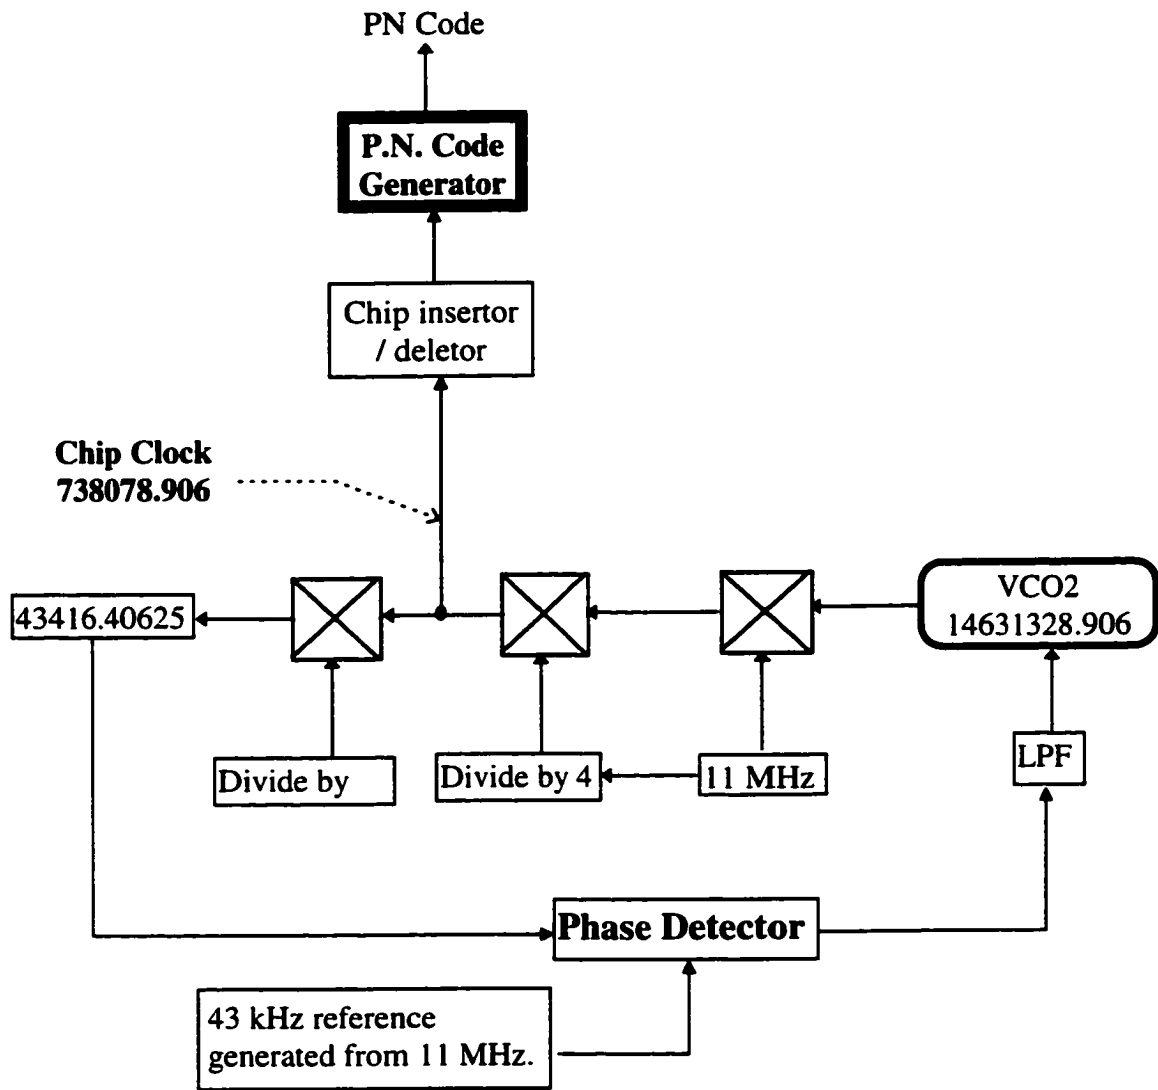 PN Code
P.N. Code
Generator
Chip insertor
/ deletor
Chip Clock
738078.906
43416.40625
VCO2
14631328.906
Divide by
Divide by 4
11 MHz
LPF
Phase Detector
43 kHz reference
generated from 11 MHz.